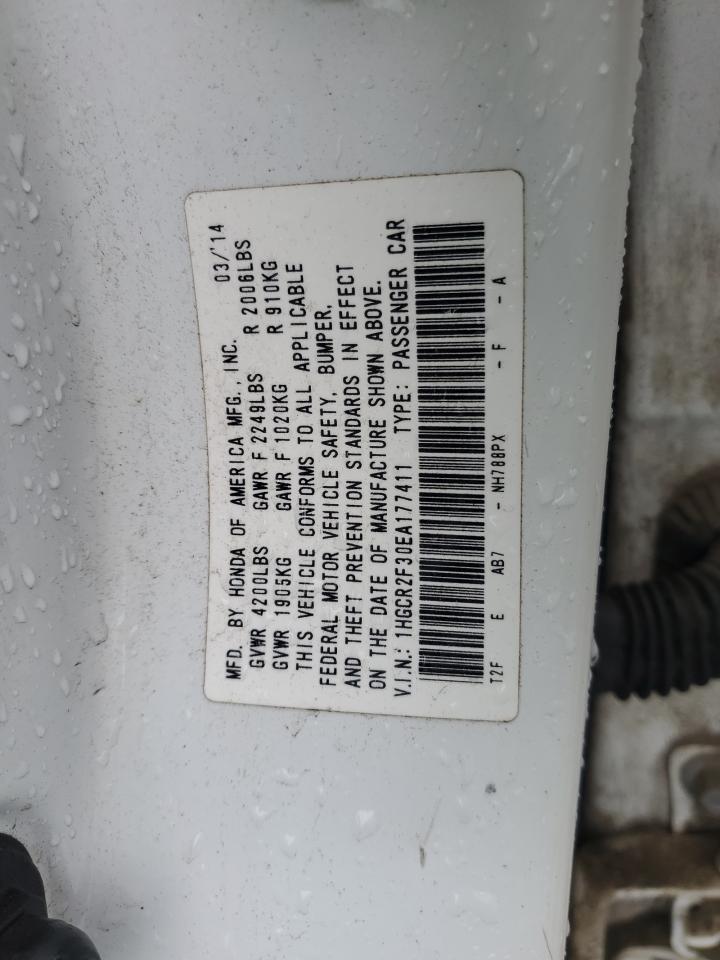 MFD. BY HONDA OF AMERICA MFG., INC. 03/'14
GVWR 4200LBS GAWR F 2249LBS R 2006LBS
GVWR 1905KG GAWR F 1020KG R 910KG
THIS VEHICLE CONFORMS TO ALL APPLICABLE
FEDERAL MOTOR VEHICLE SAFETY, BUMPER,
AND THEFT PREVENTION STANDARDS IN EFFECT
ON THE DATE OF MANUFACTURE SHOWN ABOVE.
V.I.N.: 1HGCR2F30EA177411 TYPE: PASSENGER CAR
T2F E AB7 - NH788PX - F - A